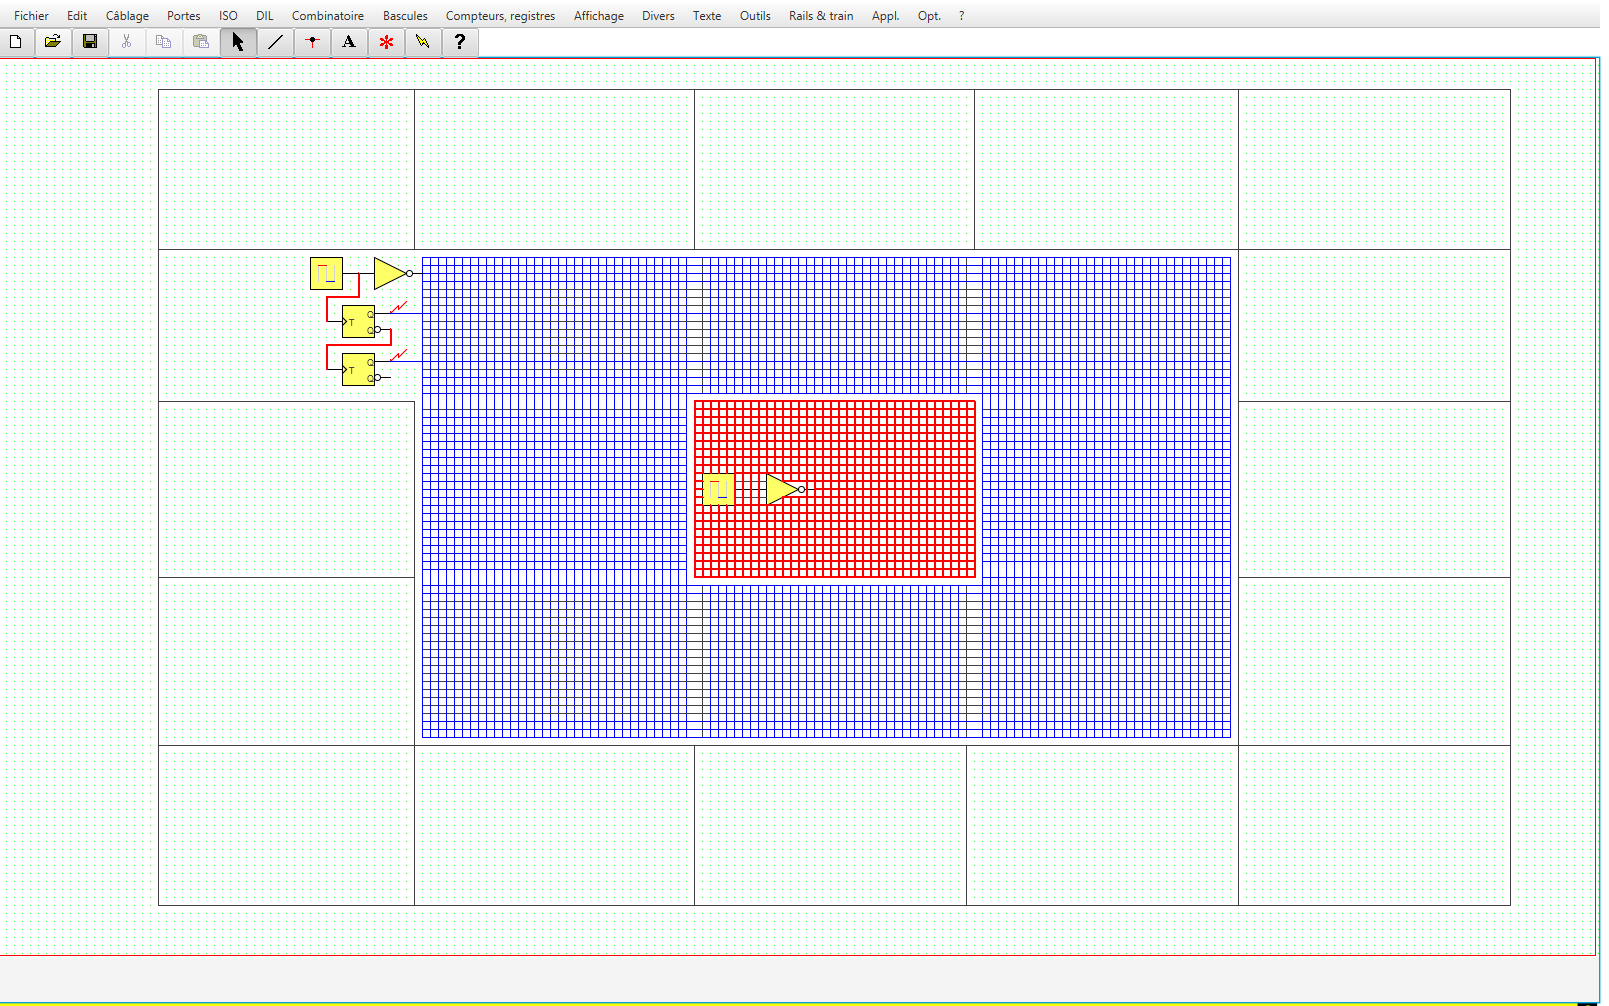 Fichier Edit Câblage Portes ISO DIL Combinatoire Bascules Compteurs, registres Affichage Divers Texte Outils Rails & train Appl. Opt. ?
A ?
T Q
Q
T Q
Q